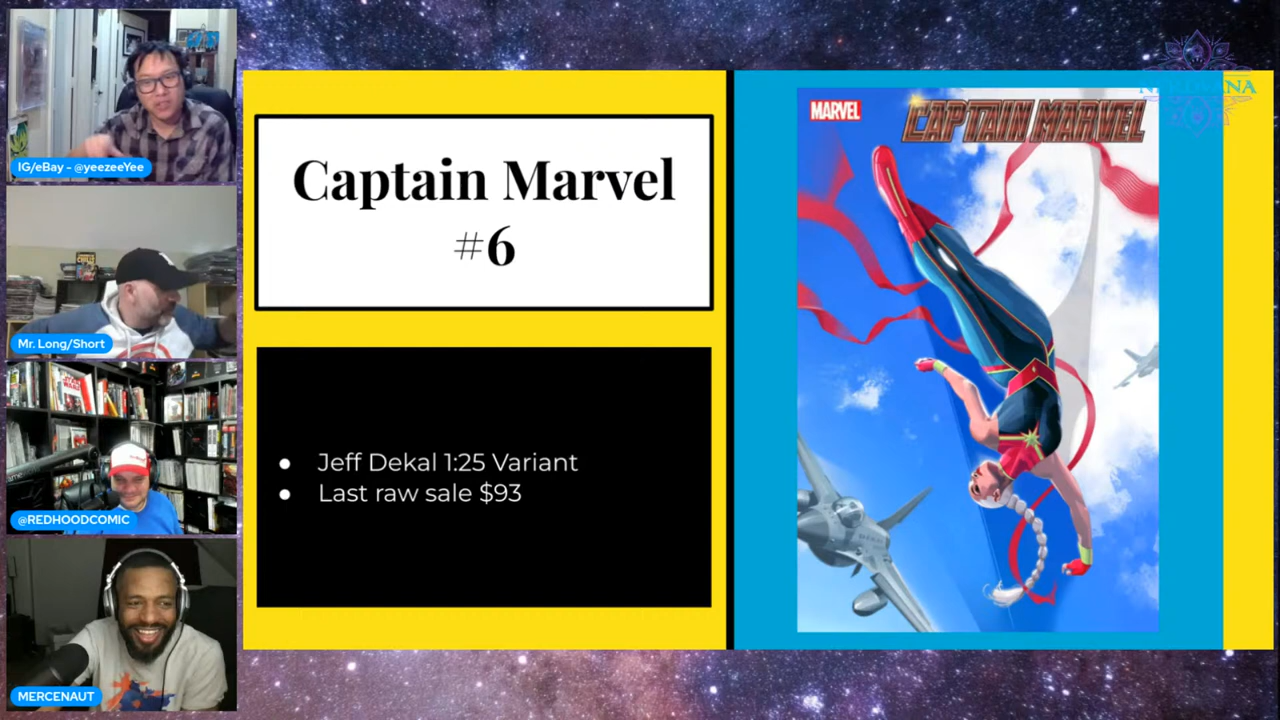 IG/eBay - @yeezeeYee
Mr. Long/Short
@REDHOODCOMIC
MERCENAUT
Captain Marvel
#6
Jeff Dekal 1:25 Variant
Last raw sale $93
MARVEL
CAPTAIN MARVEL